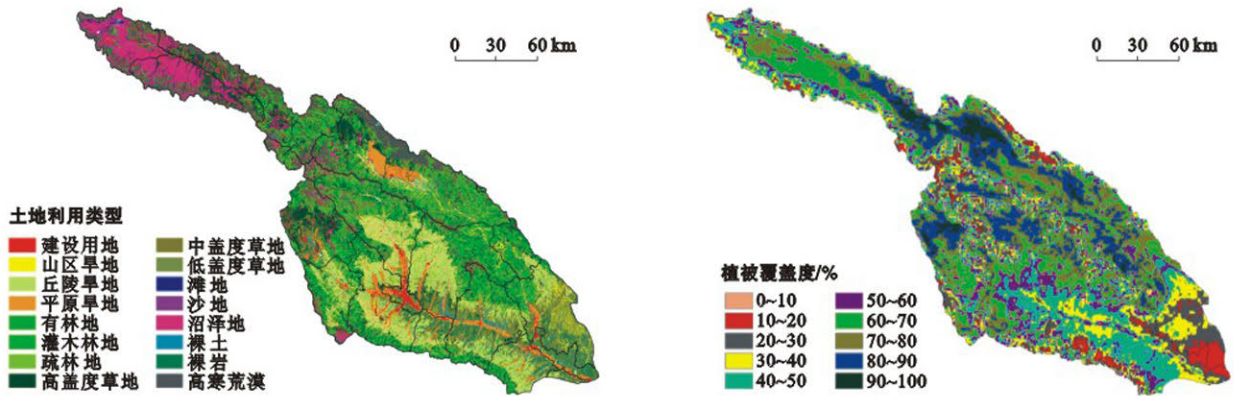 0 30 60 km
土地利用类型
建设用地
山区旱地
丘陵旱地
平原旱地
有林地
灌木林地
疏林地
高盖度草地
中盖度草地
低盖度草地
滩地
沙地
沼泽地
裸土
裸岩
高寒荒漠
0 30 60 km
植被覆盖度/%
0~10
10~20
20~30
30~40
40~50
50~60
60~70
70~80
80~90
90~100